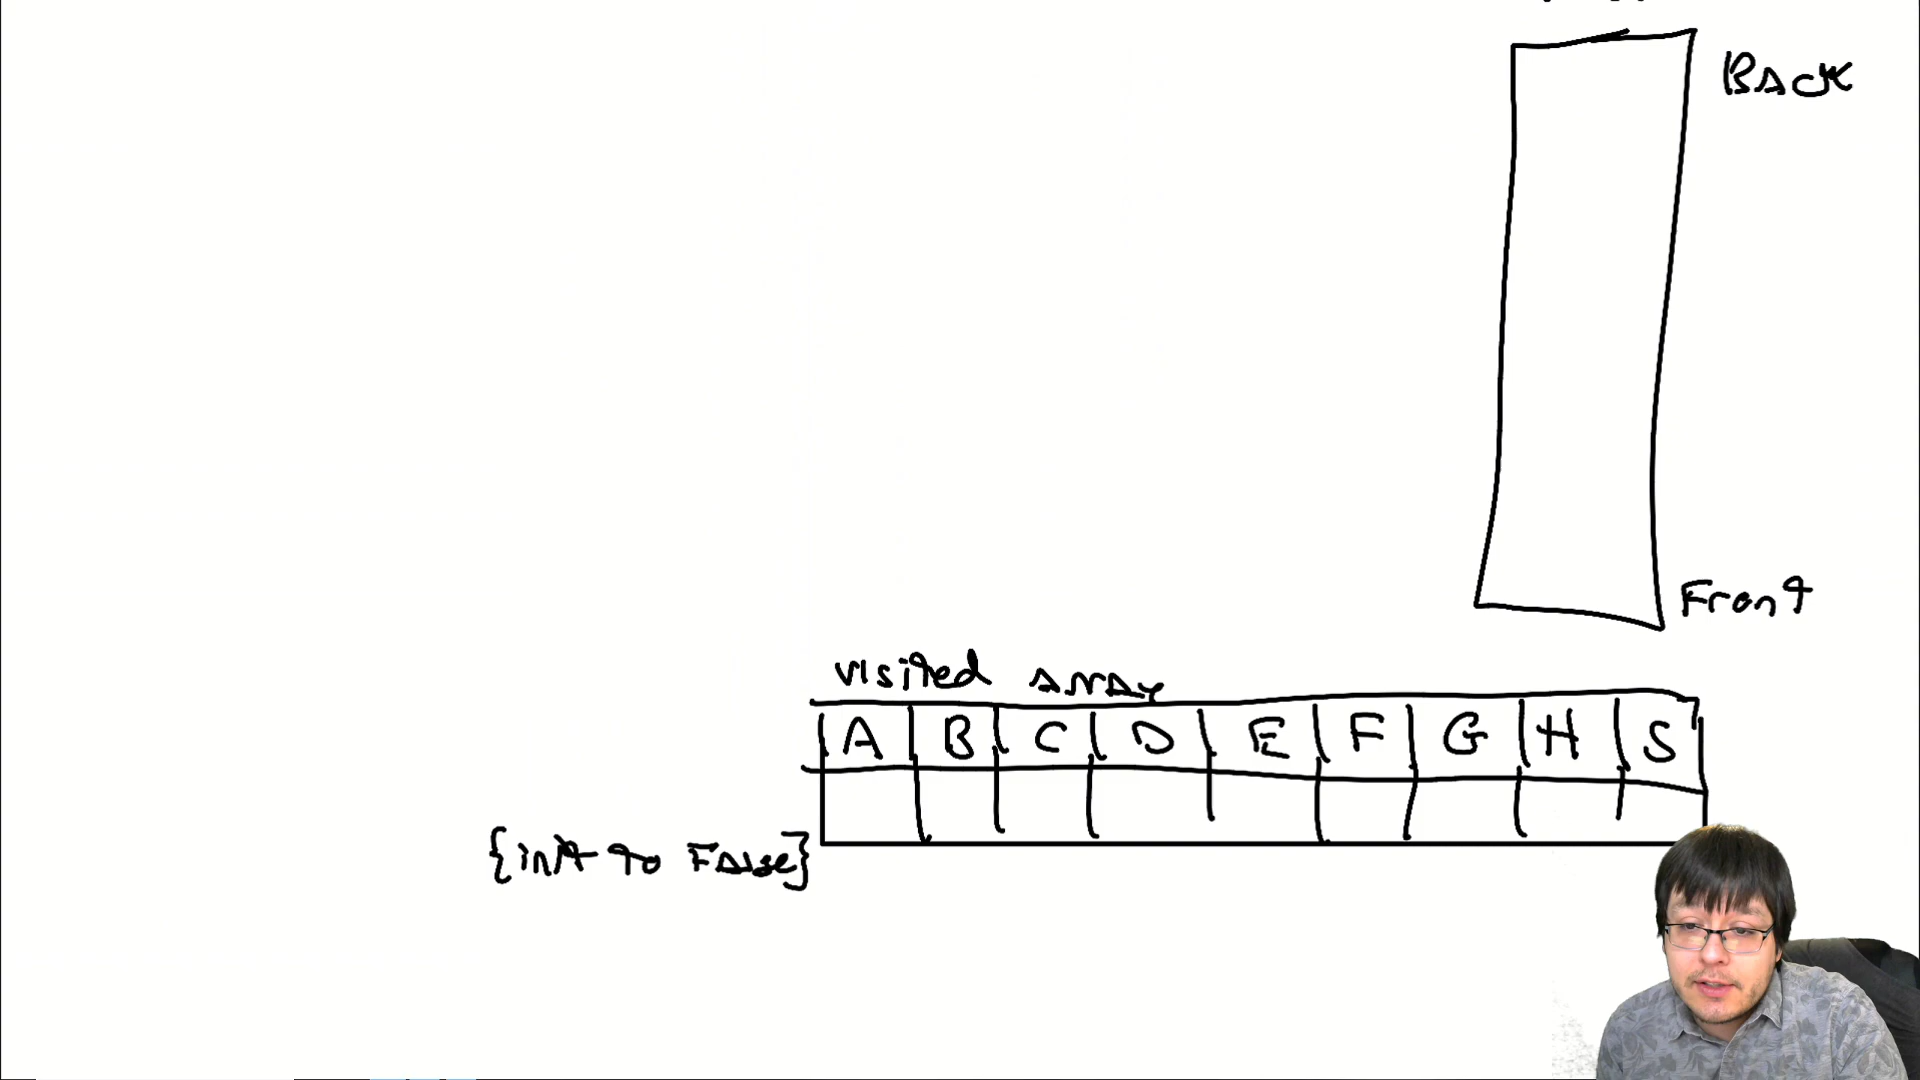 Back
Front
visited array
A B C D E F G H S
{init to False}